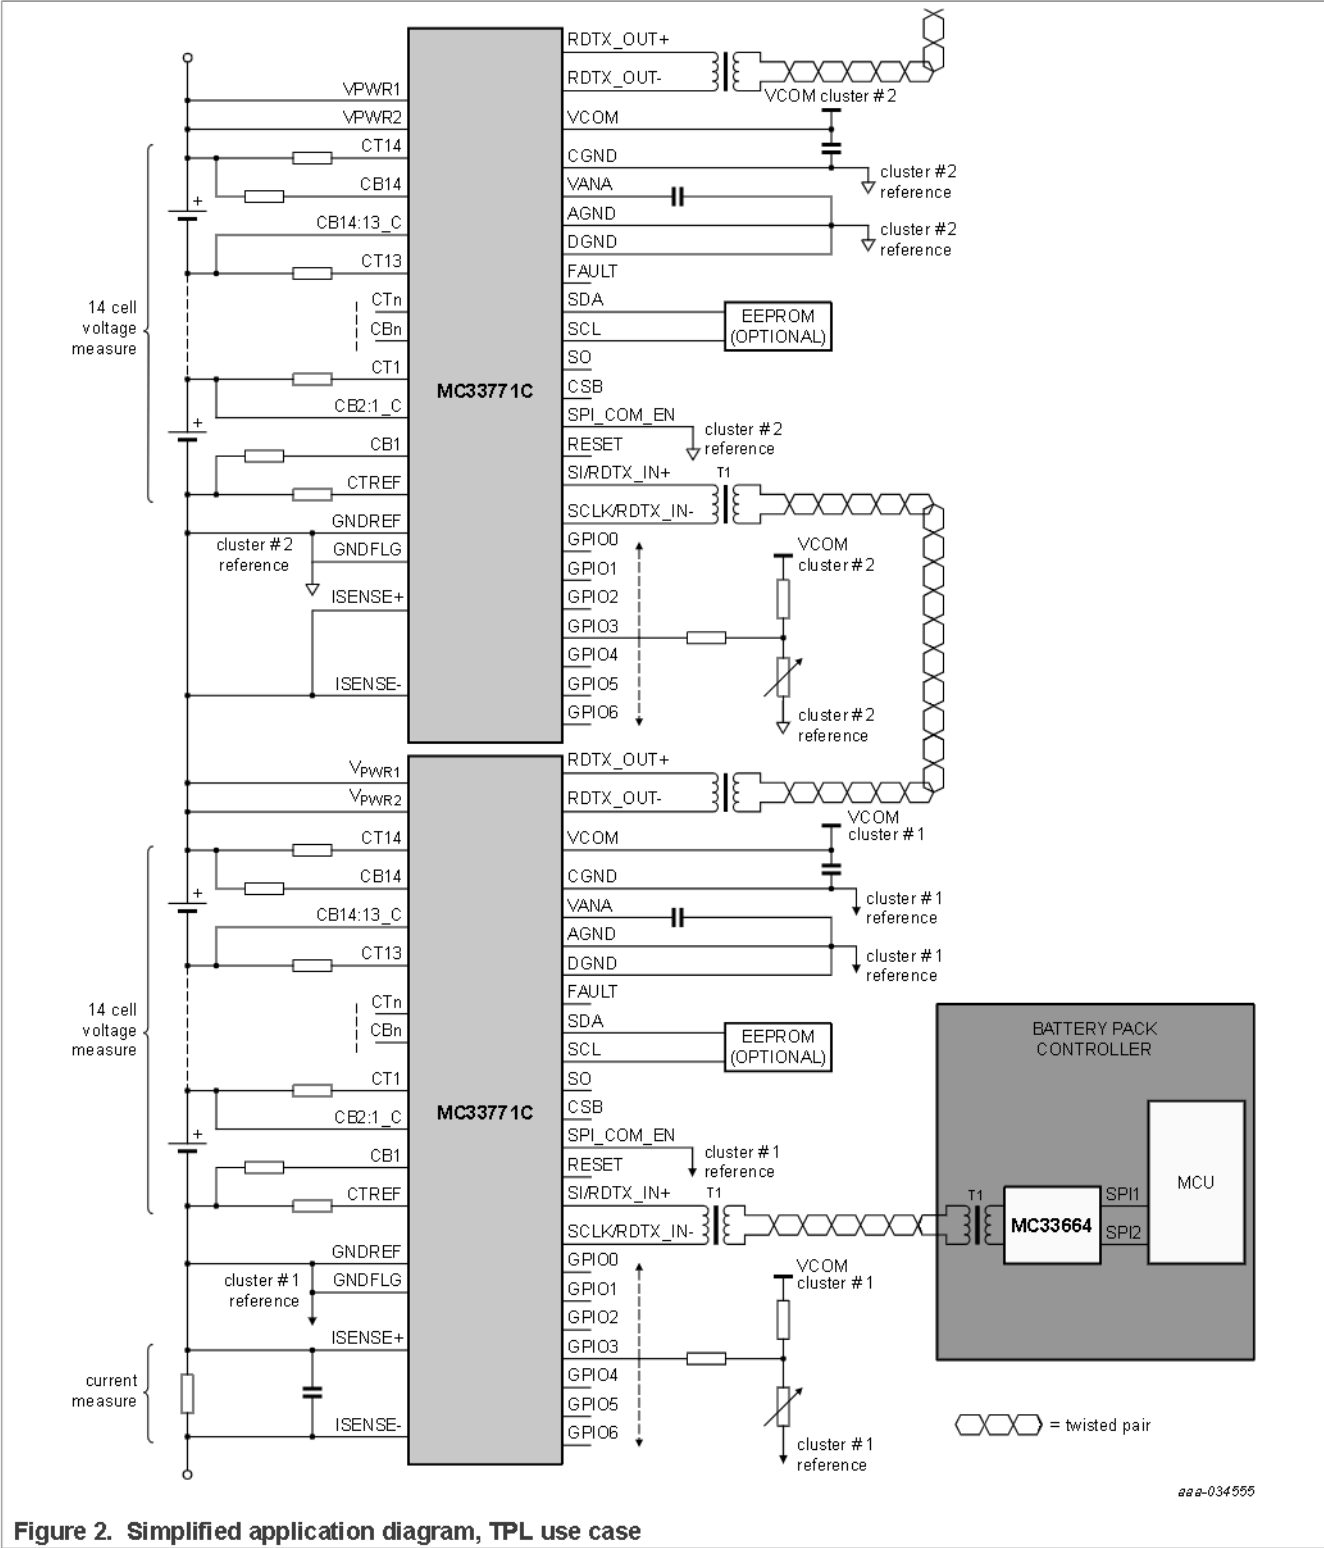 RDTX_OUT+
RDTX_OUT-
VCOM cluster #2
VPWR1
VPWR2
VCOM
CT14
CGND
cluster #2
reference
CB14
VANA
AGND
CB14:13_C
cluster #2
reference
DGND
CT13
FAULT
CTn
SDA
14 cell
voltage
measure
EEPROM
(OPTIONAL)
CBn
SCL
SO
CT1
MC33771C
CSB
CB2:1_C
SPI_COM_EN
cluster #2
reference
CB1
RESET
CTREF
SI/RDTX_IN+
T1
SCLK/RDTX_IN-
GNDREF
cluster #2
reference
GNDFLG
GPIO0
VCOM
cluster #2
GPIO1
ISENSE+
GPIO2
GPIO3
GPIO4
ISENSE-
GPIO5
GPIO6
cluster #2
reference
RDTX_OUT+
VPWR1
VPWR2
RDTX_OUT-
VCOM
cluster #1
CT14
VCOM
CB14
CGND
cluster #1
reference
VANA
CB14:13_C
AGND
CT13
DGND
cluster #1
reference
FAULT
CTn
14 cell
voltage
measure
SDA
CBn
EEPROM
(OPTIONAL)
SCL
BATTERY PACK
CONTROLLER
CT1
SO
MC33771C
CSB
CB2:1_C
SPI_COM_EN
cluster #1
reference
CB1
RESET
CTREF
SI/RDTX_IN+
T1
SCLK/RDTX_IN-
T1
MC33664
SPI1
SPI2
MCU
GNDREF
cluster #1
reference
GNDFLG
GPIO0
VCOM
cluster #1
GPIO1
GPIO2
ISENSE+
GPIO3
current
measure
GPIO4
GPIO5
ISENSE-
GPIO6
cluster #1
reference
= twisted pair
aaa-034555
Figure 2. Simplified application diagram, TPL use case